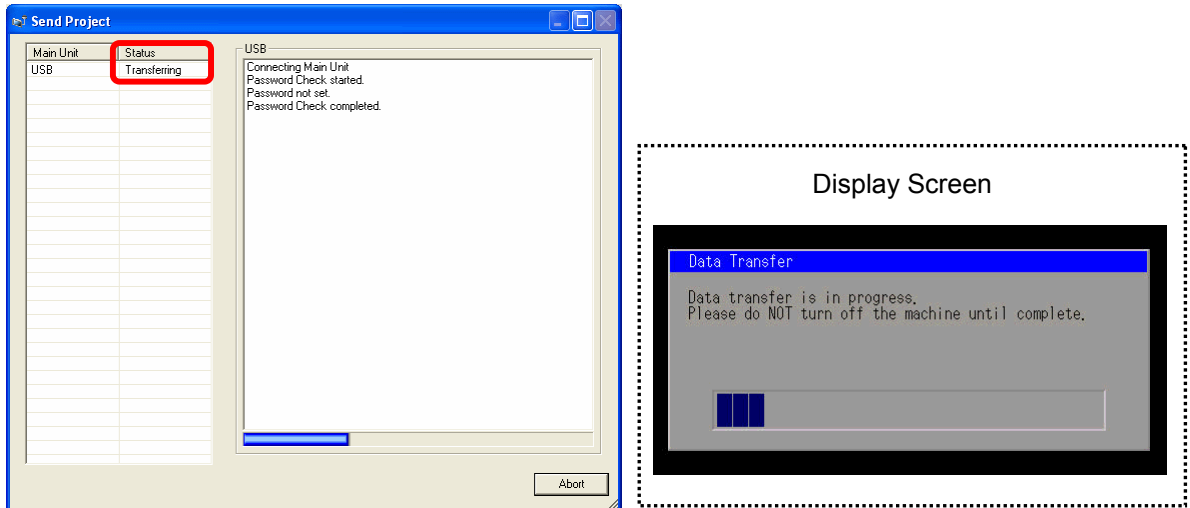 Send Project
Main Unit Status
USB Transferring
USB
Connecting Main Unit
Password Check started.
Password not set.
Password Check completed.
Abort
Display Screen
Data Transfer
Data transfer is in progress.
Please do NOT turn off the machine until complete.